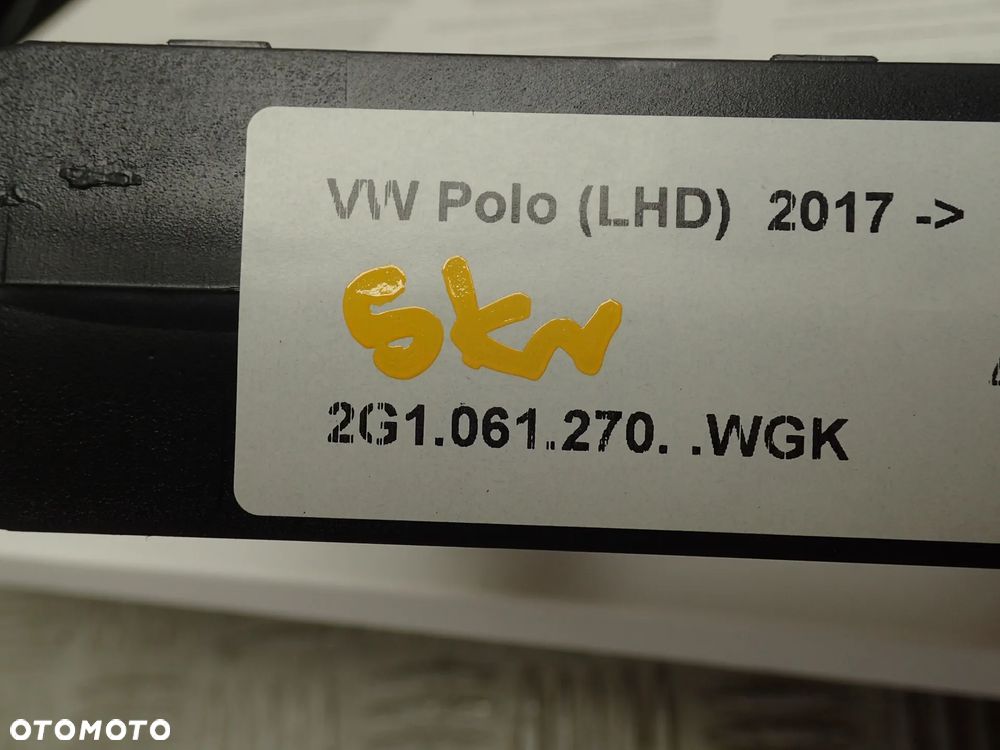 VW Polo (LHD) 2017 ->
SKN
2G1.061.270. .WGK
OTOMOTO